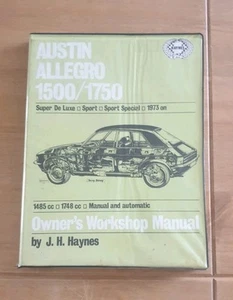 AUSTIN
ALLEGRO
1500/1750
Super De Luxe □ Sport □ Sport Special □ 1973 on
1485 cc □ 1748 cc □ Manual and automatic
Owner's Workshop Manual
by J. H. Haynes